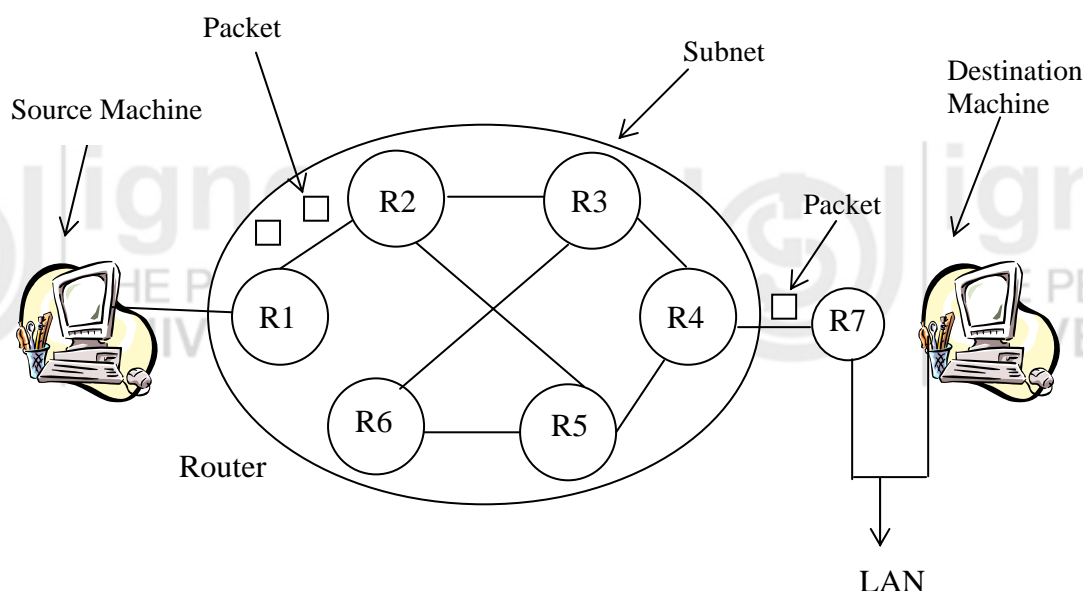 Packet
Subnet
Destination
Machine
Source Machine
R2
R3
Packet
R1
R4
R7
R6
R5
Router
LAN